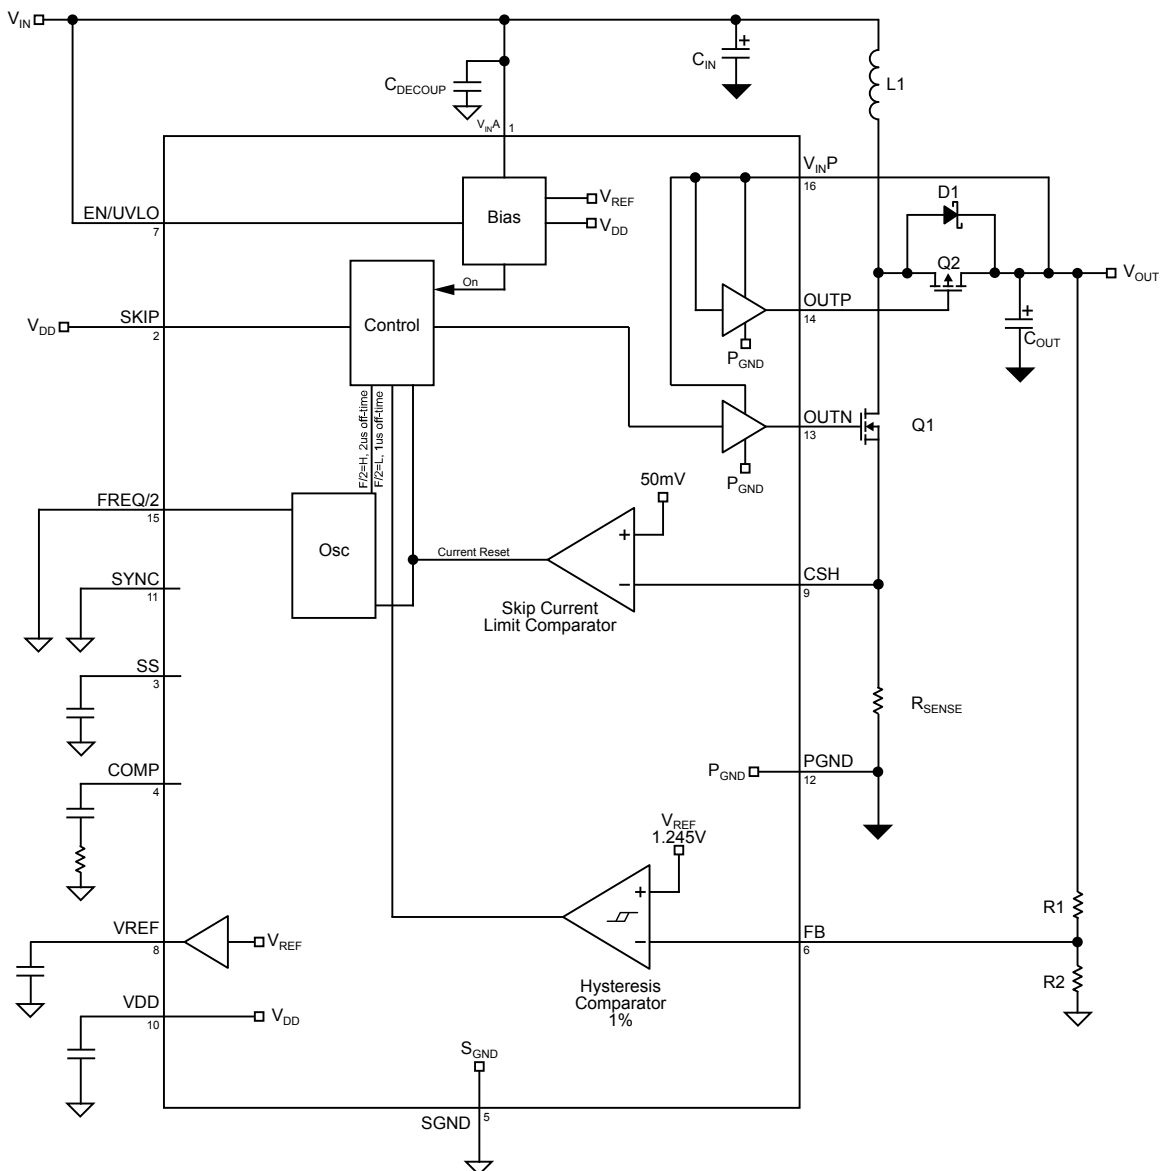 VIN
CDECOUP
CIN
L1
VINA
1
VINP
16
D1
EN/UVLO
7
Bias
VREF
VDD
Q2
VOUT
On
OUTP
14
COUT
VDD
SKIP
2
Control
PGND
F/2=H, 2us off-time
F/2=L, 1us off-time
OUTN
13
Q1
PGND
50mV
FREQ/2
15
Osc
Current Reset
+
−
CSH
9
SYNC
11
Skip Current
Limit Comparator
SS
3
RSENSE
COMP
4
PGND
PGND
12
VREF
1.245V
+
−
R1
VREF
8
VREF
FB
6
R2
Hysteresis
Comparator
1%
VDD
10
VDD
SGND
SGND
5